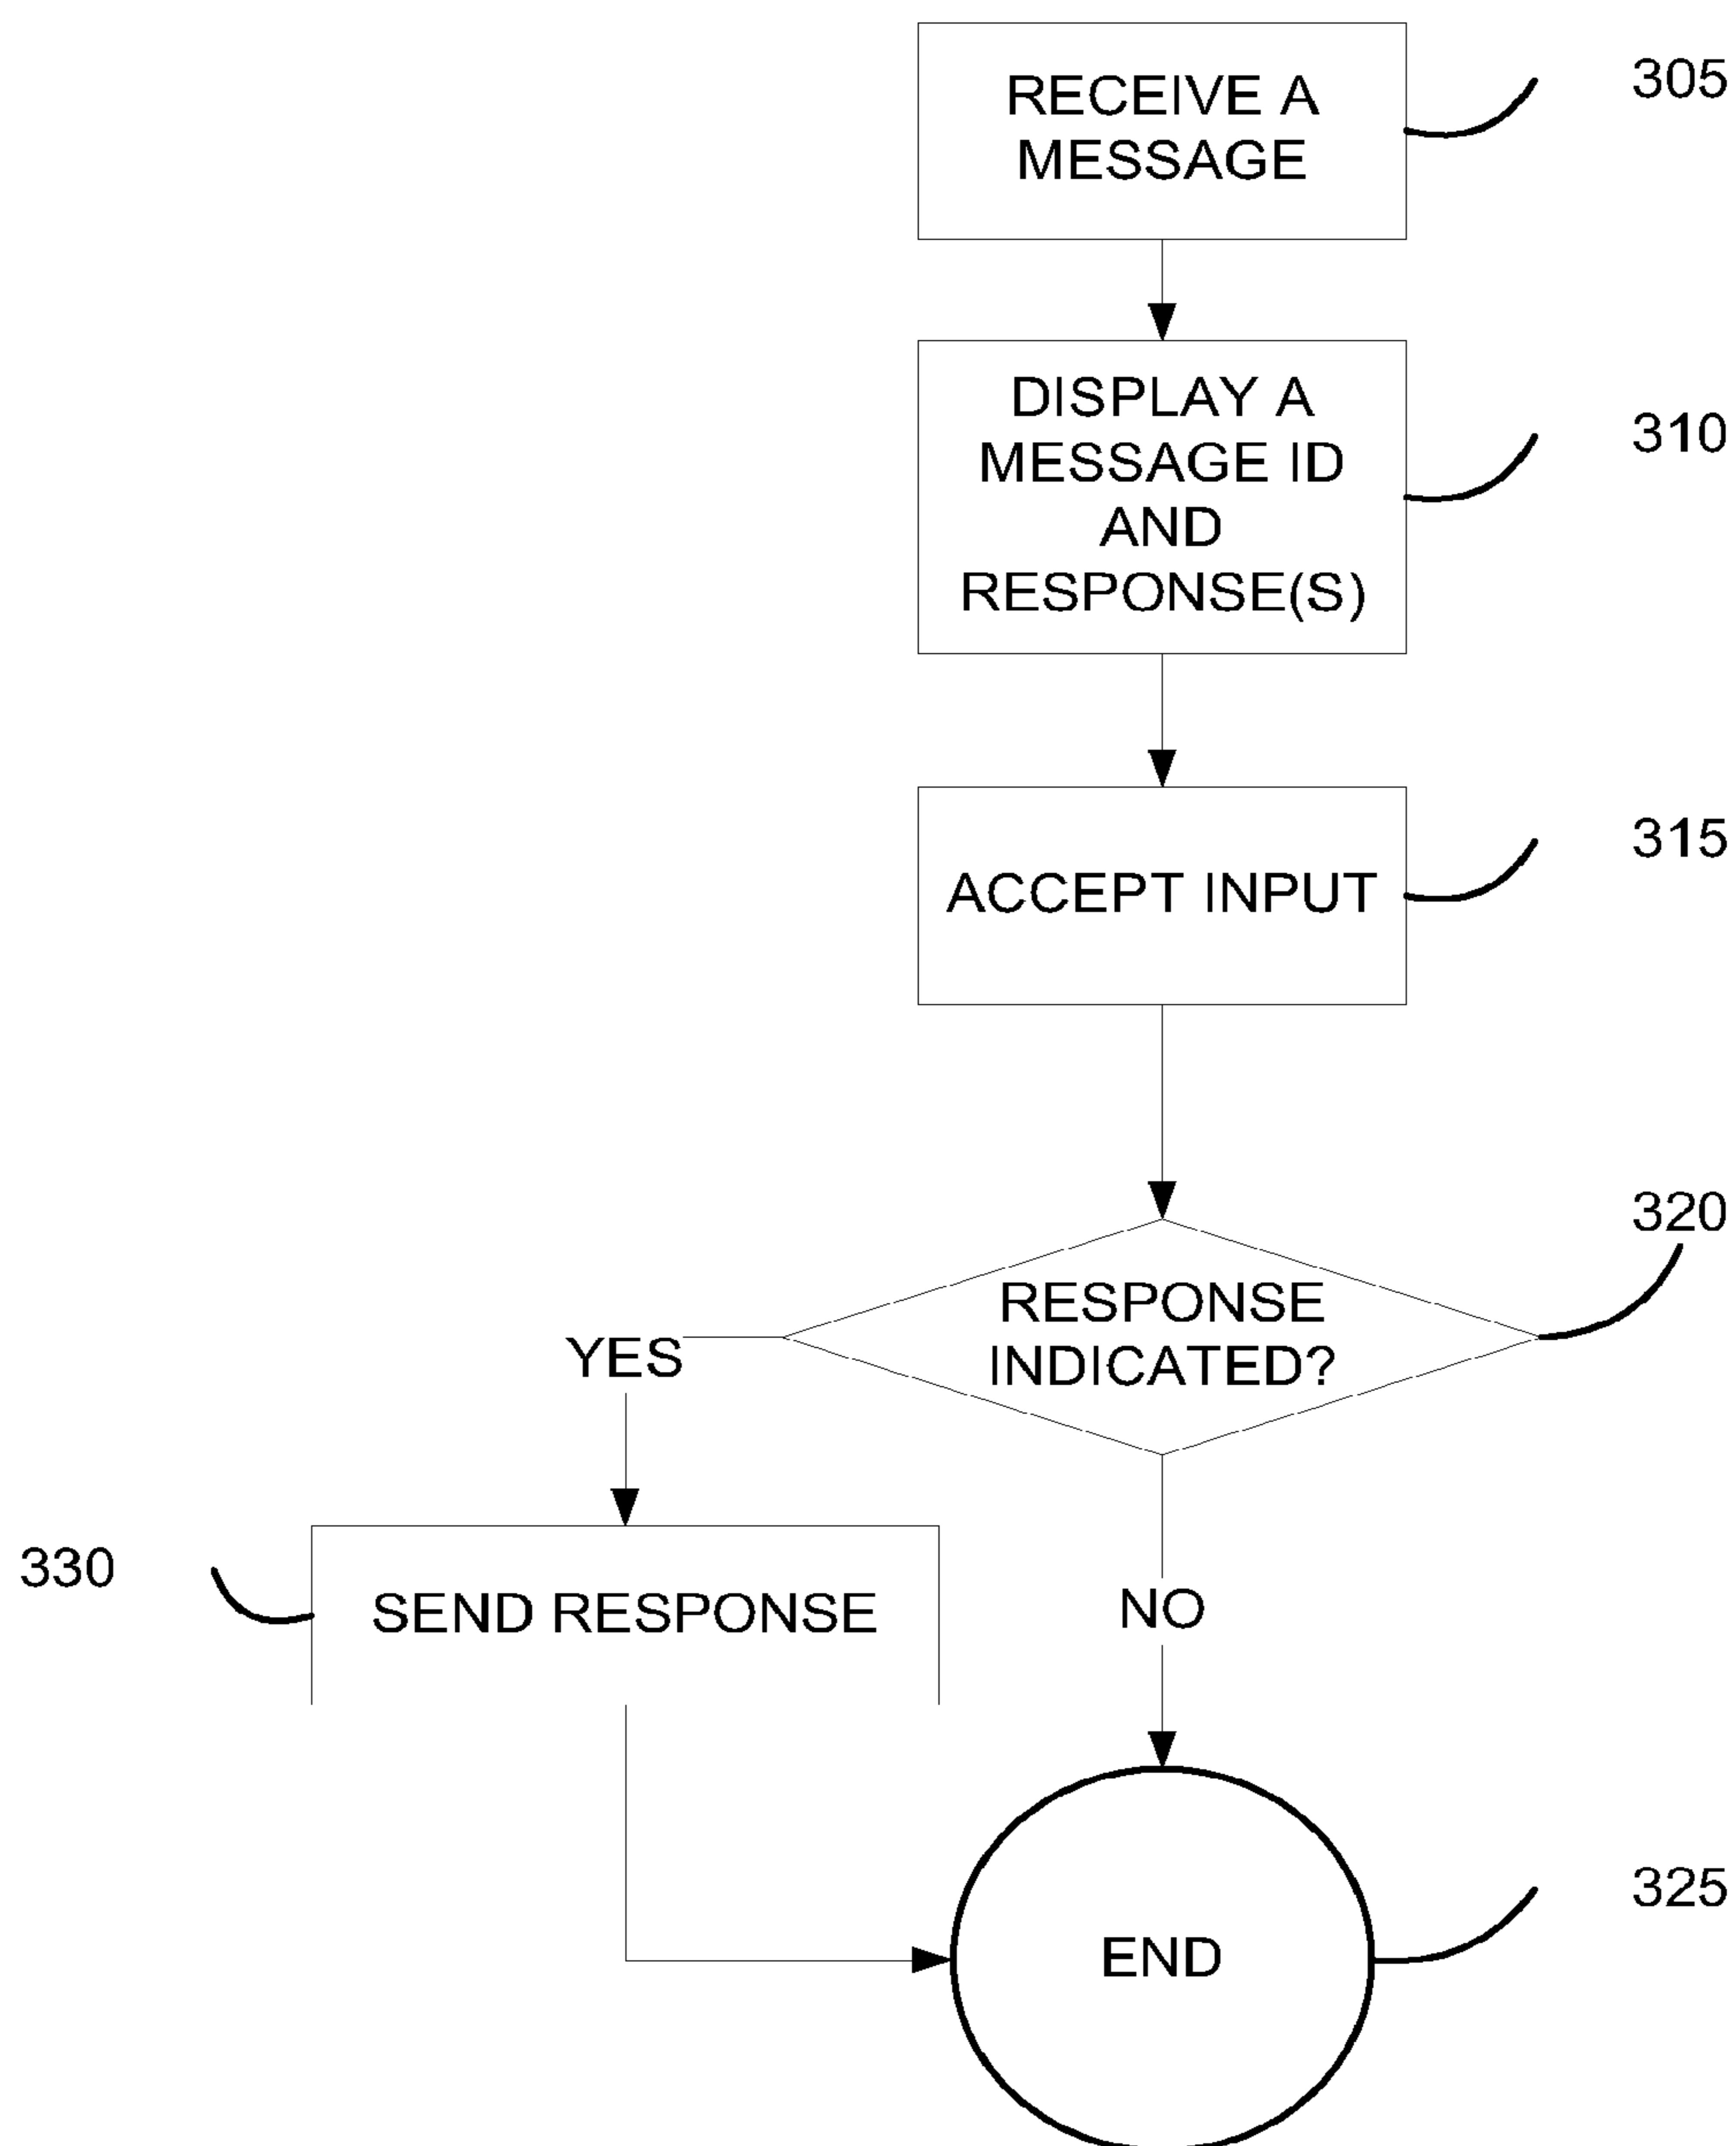 RECEIVE A
MESSAGE
305
DISPLAY A
MESSAGE ID
AND
RESPONSE(S)
310
ACCEPT INPUT
315
RESPONSE
INDICATED?
320
YES
330
SEND RESPONSE
NO
END
325